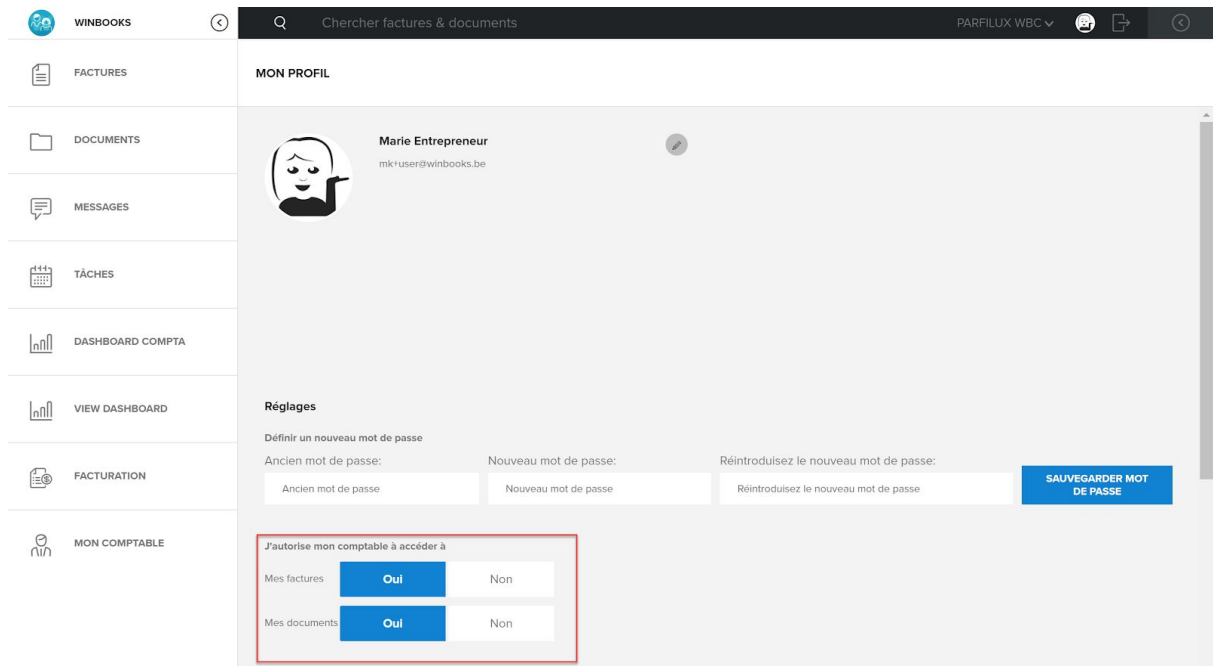 WINBOOKS
Chercher factures & documents
PARFILUX WBC
FACTURES
DOCUMENTS
MESSAGES
TÂCHES
DASHBOARD COMPTA
VIEW DASHBOARD
FACTURATION
MON COMPTABLE
MON PROFIL
Marie Entrepreneur
mk+user@winbooks.be
Réglages
Définir un nouveau mot de passe
Ancien mot de passe: Nouveau mot de passe: Réintroduisez le nouveau mot de passe:
Ancien mot de passe Nouveau mot de passe Réintroduisez le nouveau mot de passe
SAUVEGARDER MOT
DE PASSE
J'autorise mon comptable à accéder à
Mes factures Oui Non
Mes documents Oui Non